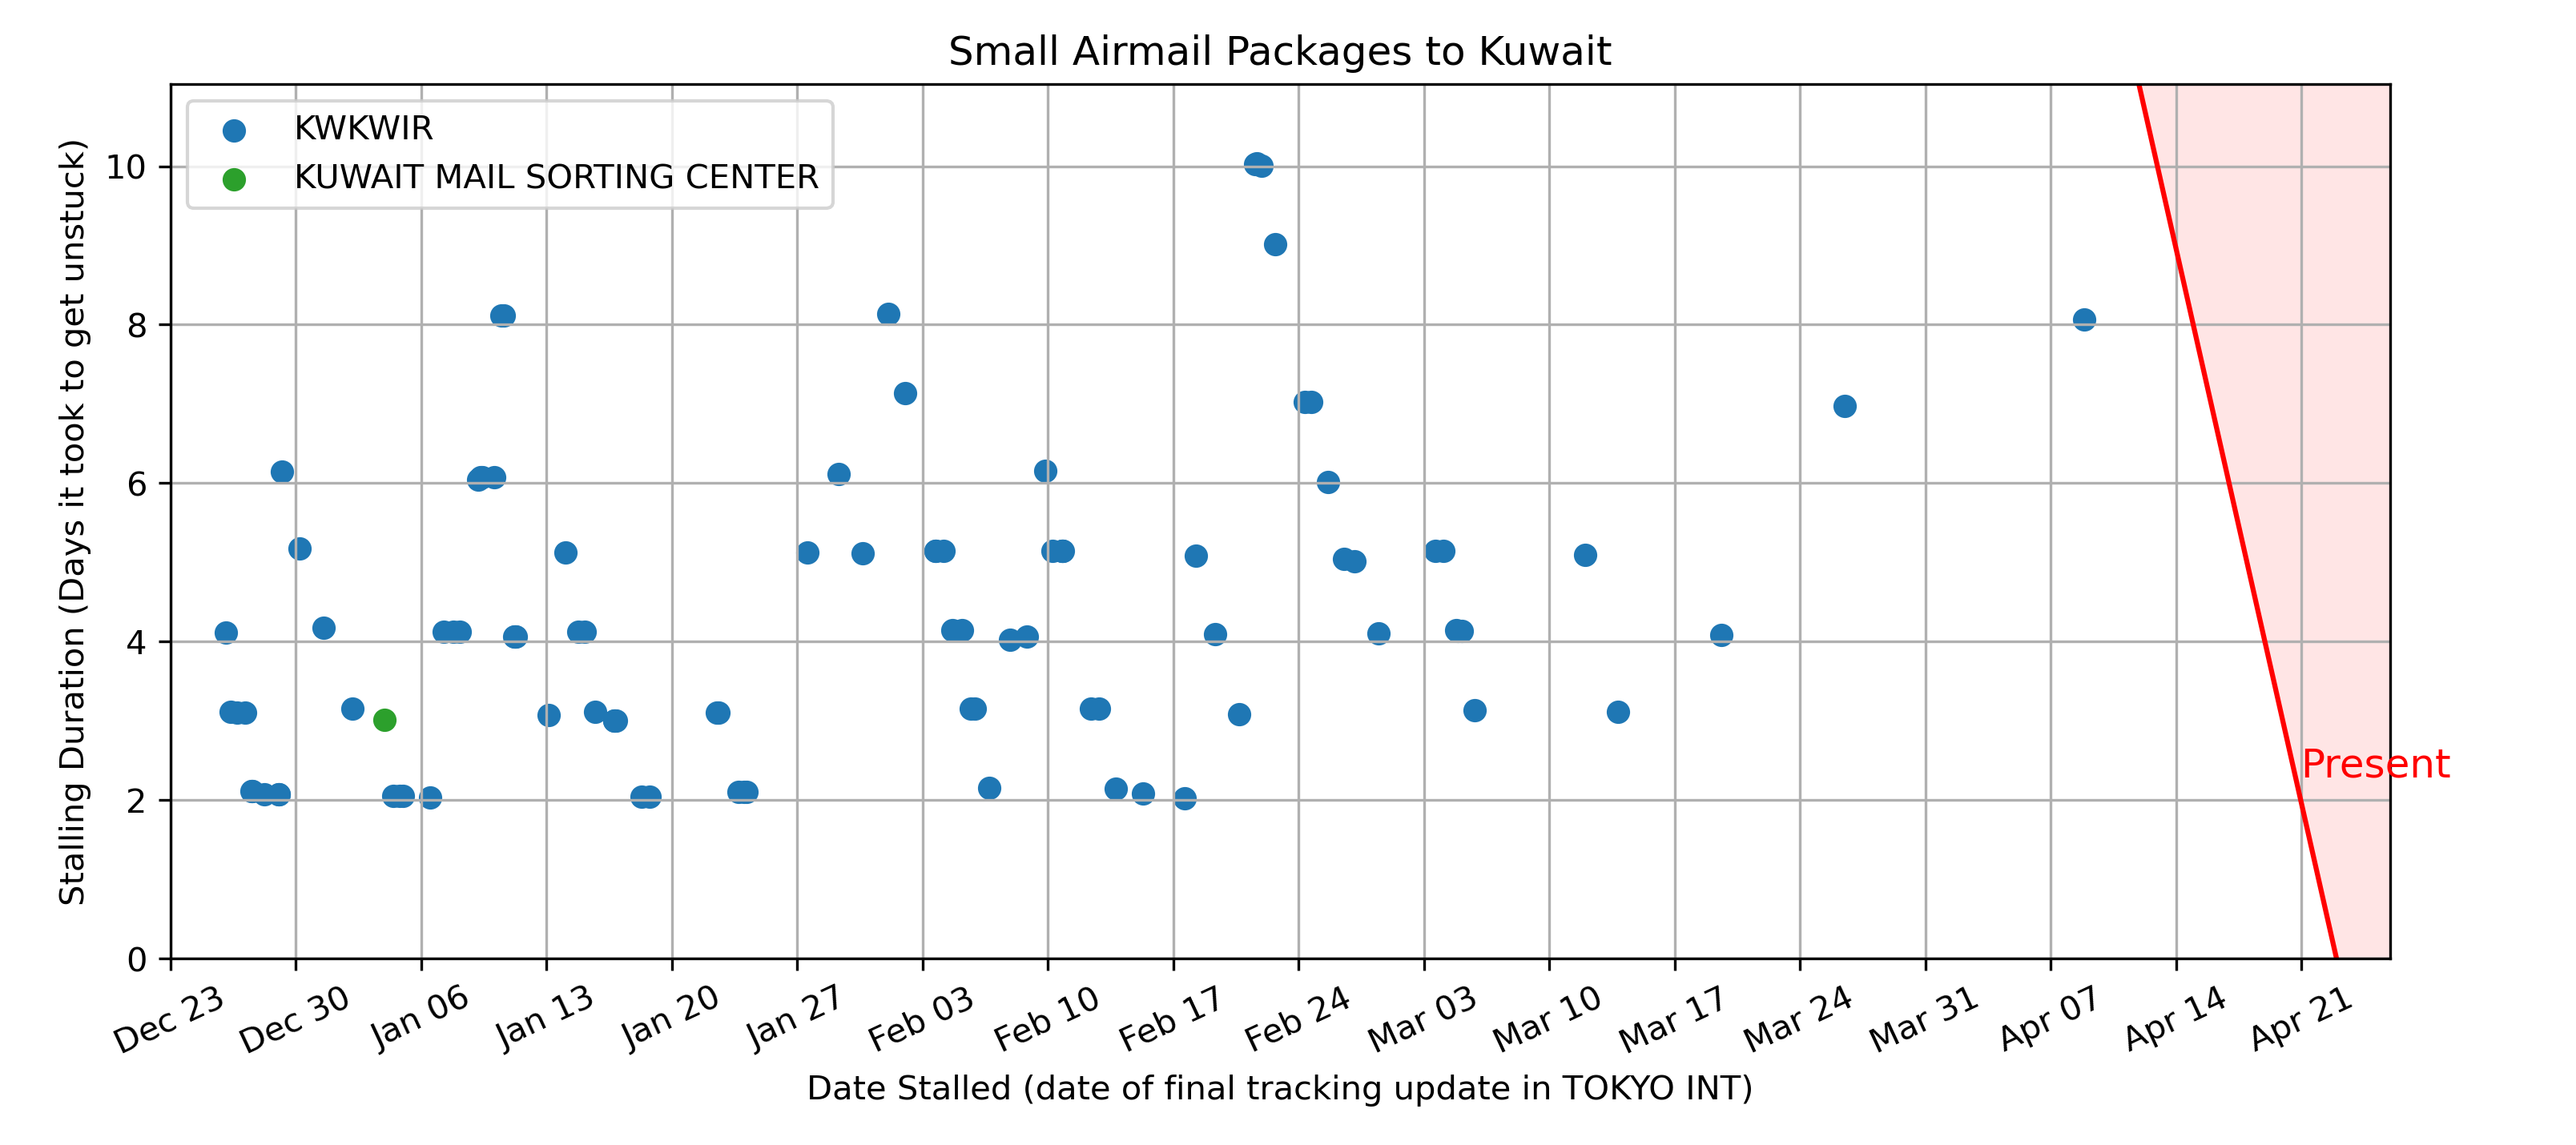 Small Airmail Packages to Kuwait
KWKWIR
KUWAIT MAIL SORTING CENTER
Stalling Duration (Days it took to get unstuck)
10
8
6
4
2
0
Present
Dec 23
Dec 30
Jan 06
Jan 13
Jan 20
Jan 27
Feb 03
Feb 10
Feb 17
Feb 24
Mar 03
Mar 10
Mar 17
Mar 24
Mar 31
Apr 07
Apr 14
Apr 21
Date Stalled (date of final tracking update in TOKYO INT)